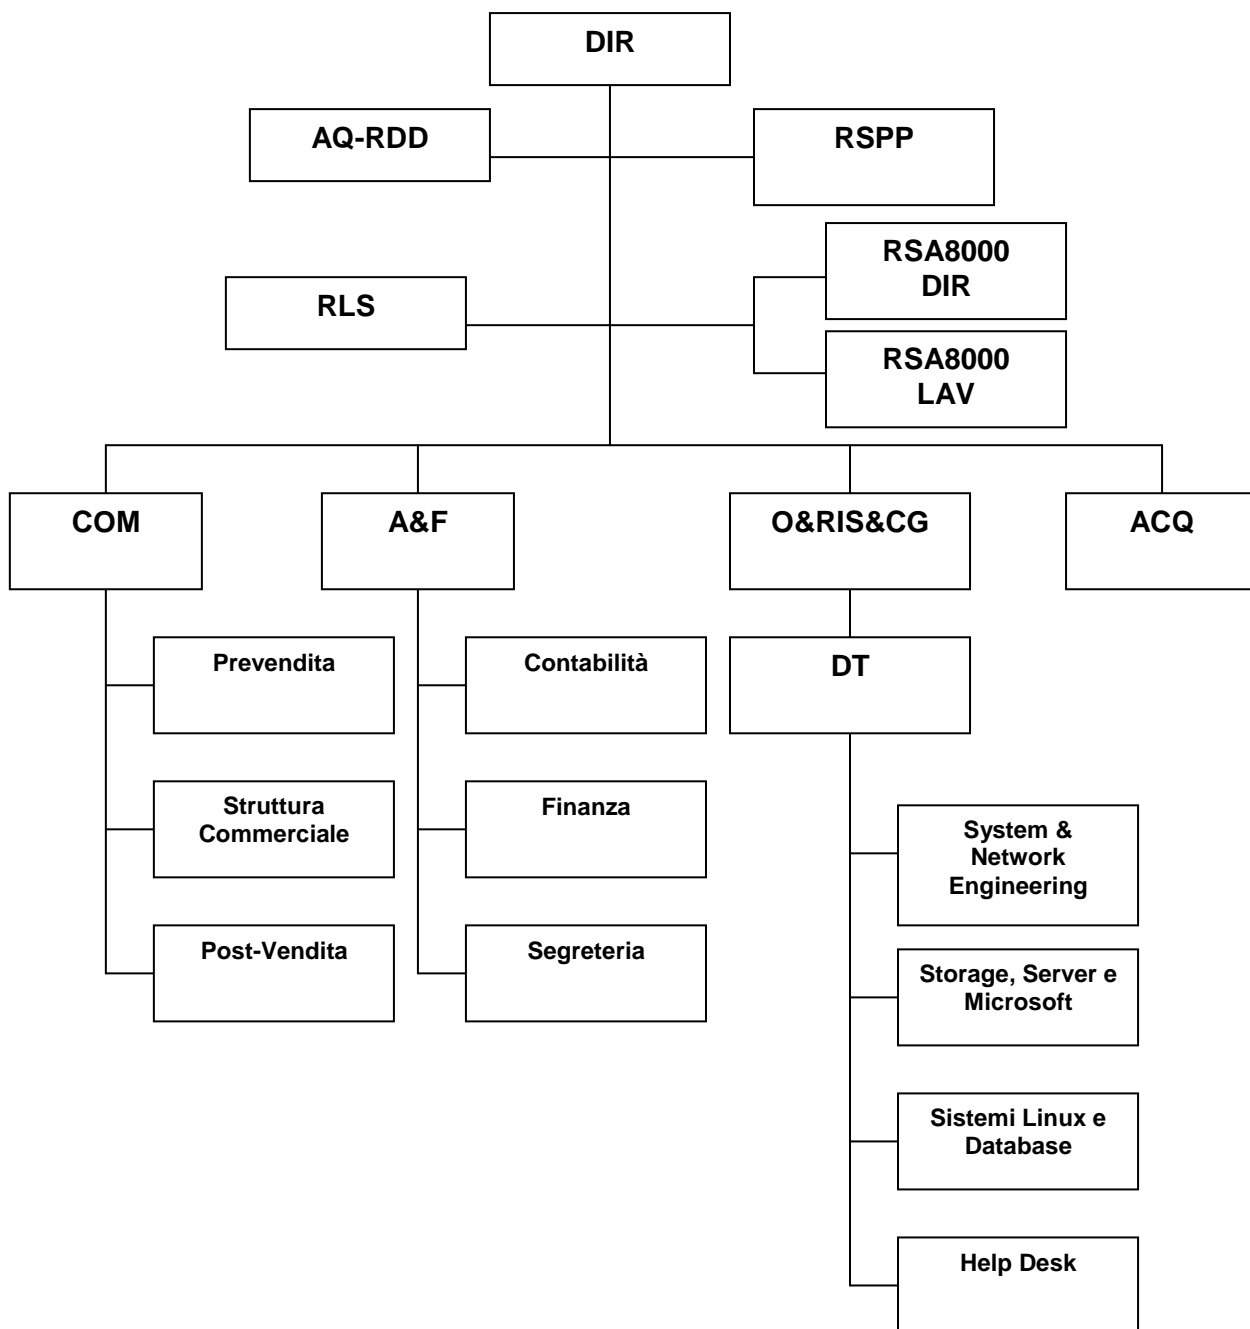 DIR
AQ-RDD
RSPP
RSA8000
DIR
RLS
RSA8000
LAV
COM
A&F
O&RIS&CG
ACQ
Prevendita
Contabilità
DT
Struttura
Commerciale
Finanza
System &
Network
Engineering
Post-Vendita
Segreteria
Storage, Server e
Microsoft
Sistemi Linux e
Database
Help Desk